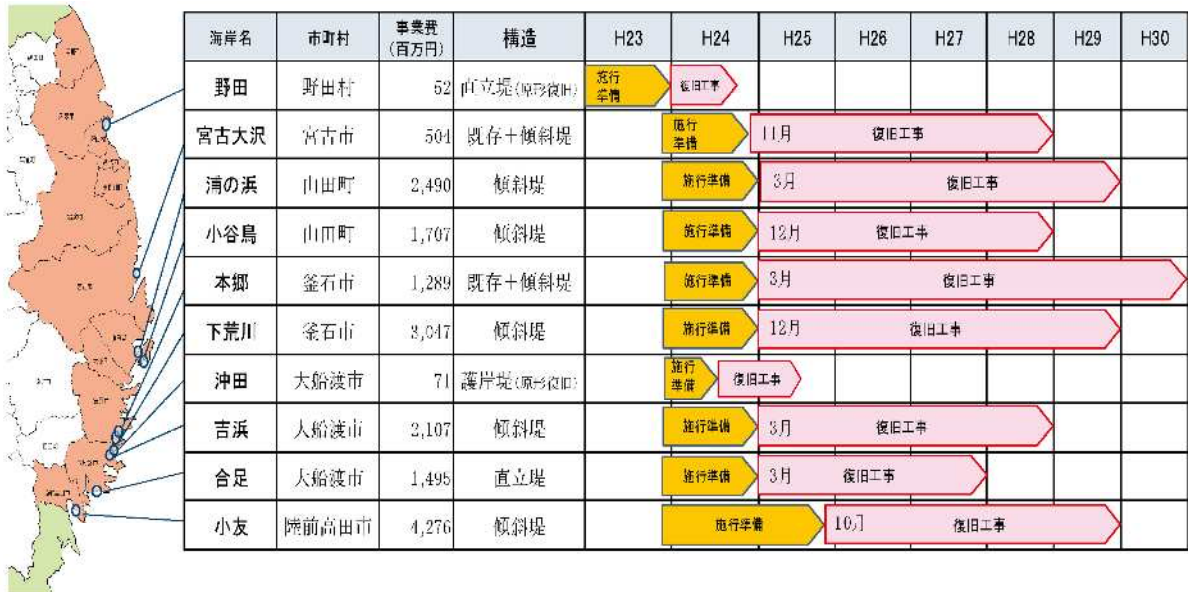 海岸名 市町村 事業費(百万円) 構造 H23 H24 H25 H26 H27 H28 H29 H30
野田 野田村 52 直立堤(原形復旧) 施行準備 復旧工事
宮古大沢 宮古市 504 既存＋傾斜堤 施行準備 11月 復旧工事
浦の浜 山田町 2,490 傾斜堤 施行準備 3月 復旧工事
小谷鳥 山田町 1,707 傾斜堤 施行準備 12月 復旧工事
本郷 釜石市 1,289 既存＋傾斜堤 施行準備 3月 復旧工事
下荒川 釜石市 3,047 傾斜堤 施行準備 12月 復旧工事
沖田 大船渡市 71 護岸堤(原形復旧) 施行準備 復旧工事
吉浜 大船渡市 2,107 傾斜堤 施行準備 3月 復旧工事
合足 大船渡市 1,495 直立堤 施行準備 3月 復旧工事
小友 陸前高田市 4,276 傾斜堤 施行準備 10月 復旧工事